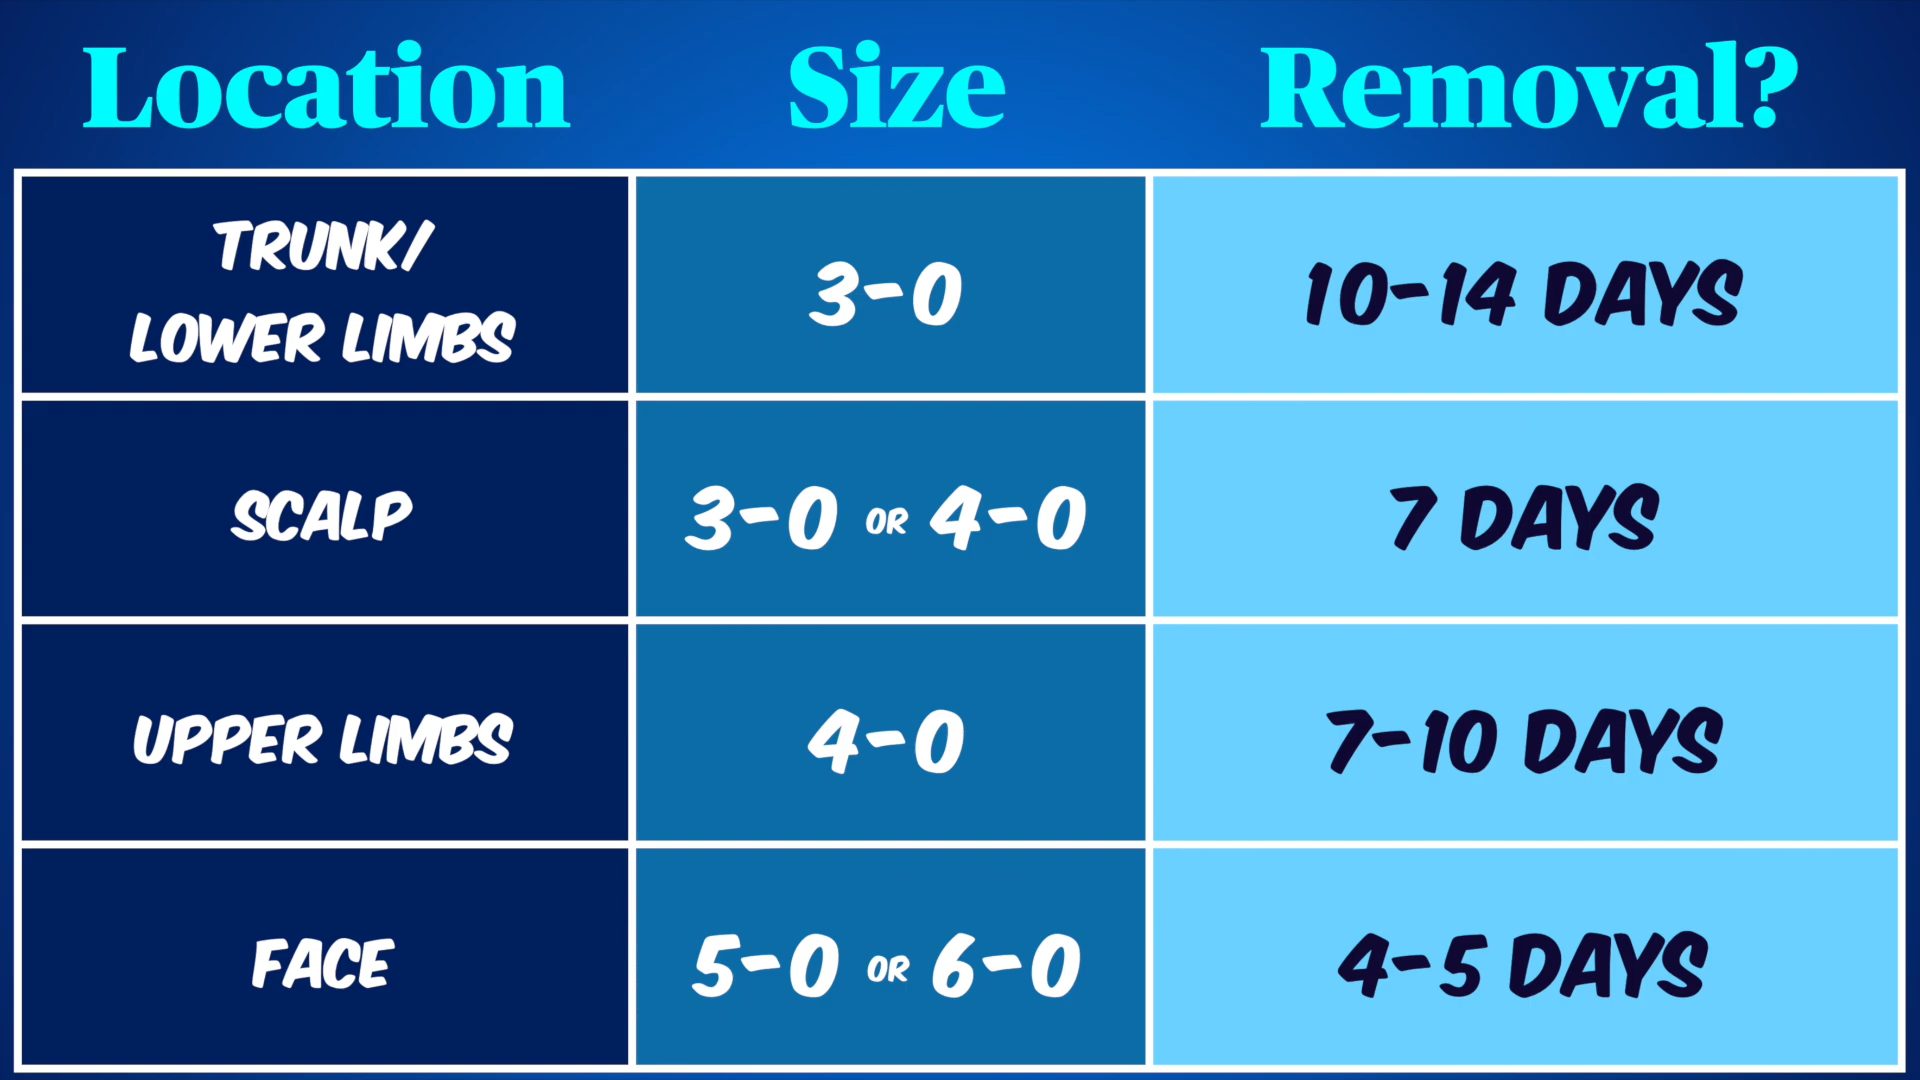 Location Size Removal?
TRUNK/
LOWER LIMBS
3-0
10-14 DAYS
SCALP
3-0 OR 4-0
7 DAYS
UPPER LIMBS
4-0
7-10 DAYS
FACE
5-0 OR 6-0
4-5 DAYS